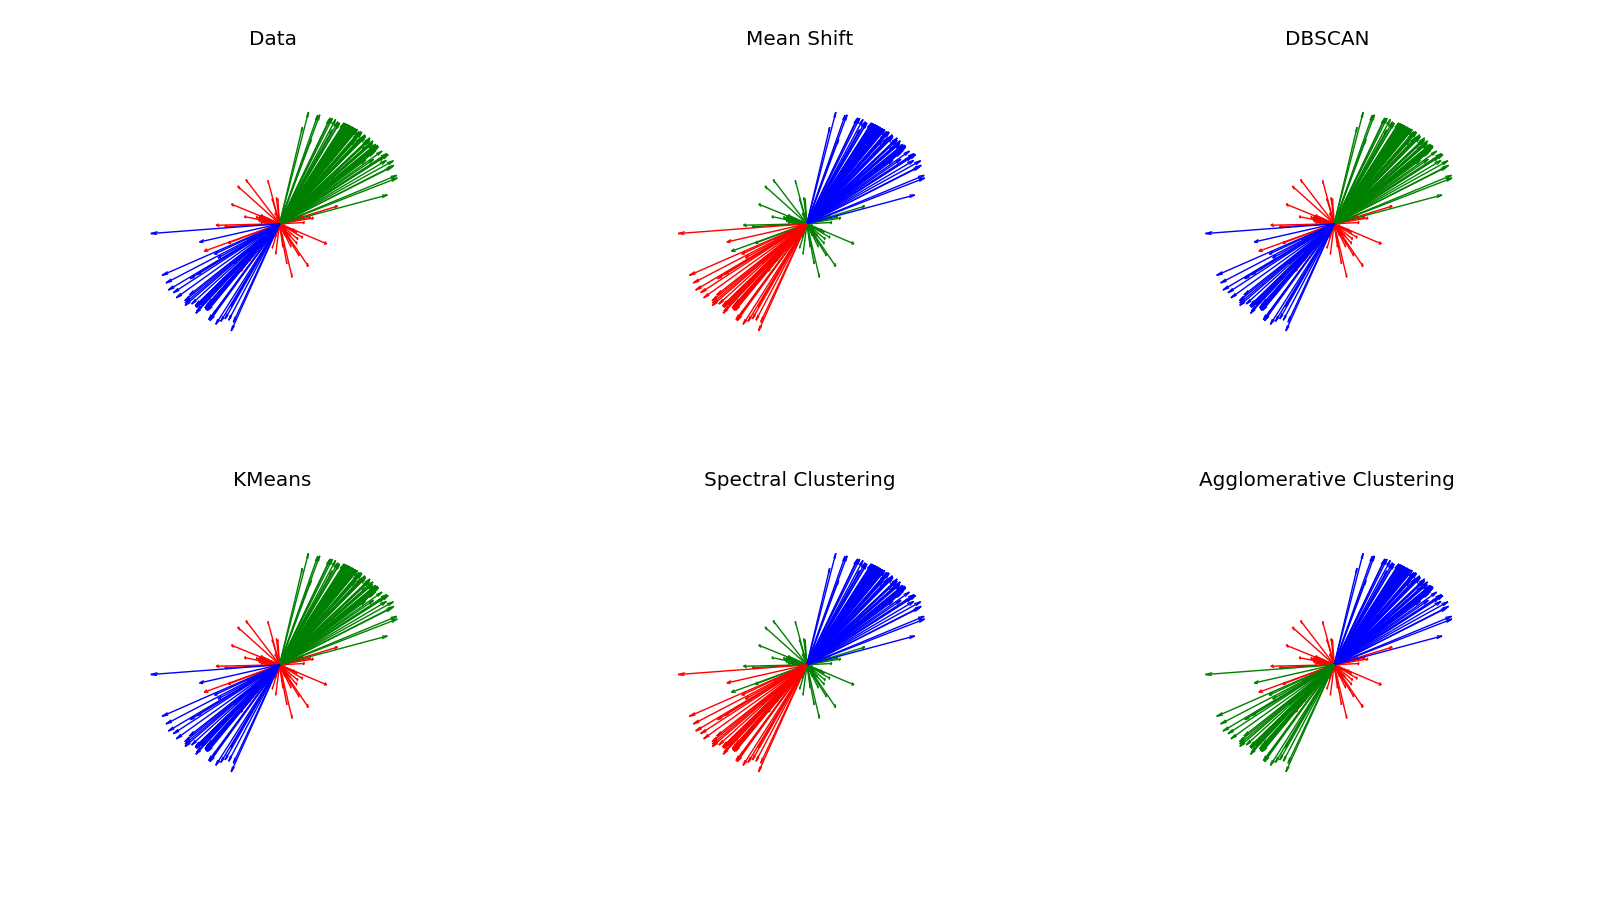 Data
Mean Shift
DBSCAN
KMeans
Spectral Clustering
Agglomerative Clustering